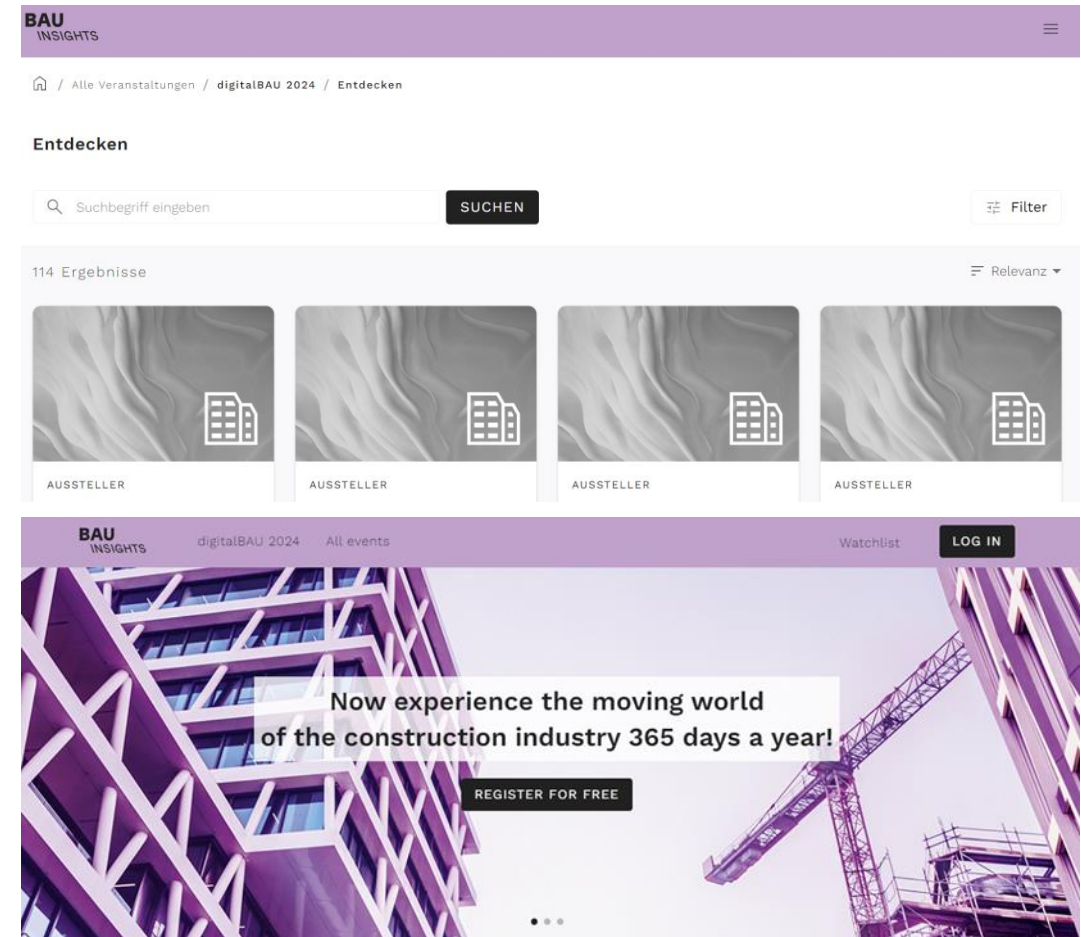 BAU
INSIGHTS
/ Alle Veranstaltungen / digitalBAU 2024 / Entdecken
Entdecken
Suchbegriff eingeben
SUCHEN
Filter
114 Ergebnisse
Relevanz
AUSSTELLER
AUSSTELLER
AUSSTELLER
AUSSTELLER
BAU
INSIGHTS
digitalBAU 2024
All events
Watchlist
LOG IN
Now experience the moving world
of the construction industry 365 days a year!
REGISTER FOR FREE